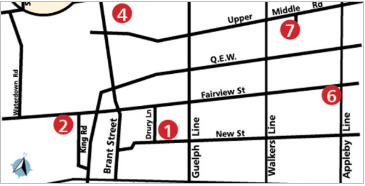 4
Upper Middle Rd
7
Q.E.W.
Waterdown Rd
Fairview St
6
2
King Rd
Brant Street
Drury Ln
1
New St
Guelph Line
Walkers Line
Appleby Line